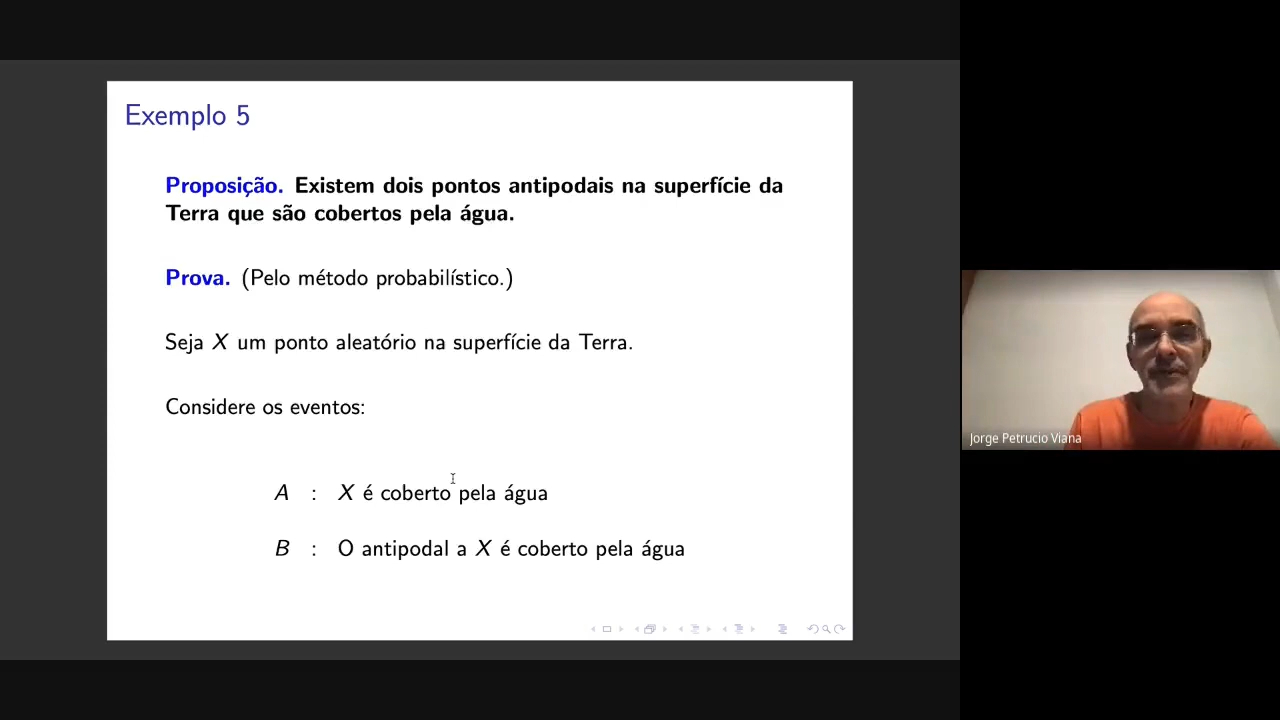 Exemplo 5
Proposição. Existem dois pontos antipodais na superfície da
Terra que são cobertos pela água.
Prova. (Pelo método probabilístico.)
Seja X um ponto aleatório na superfície da Terra.
Considere os eventos:
A : X é coberto pela água
B : O antipodal a X é coberto pela água
Jorge Petrucio Viana